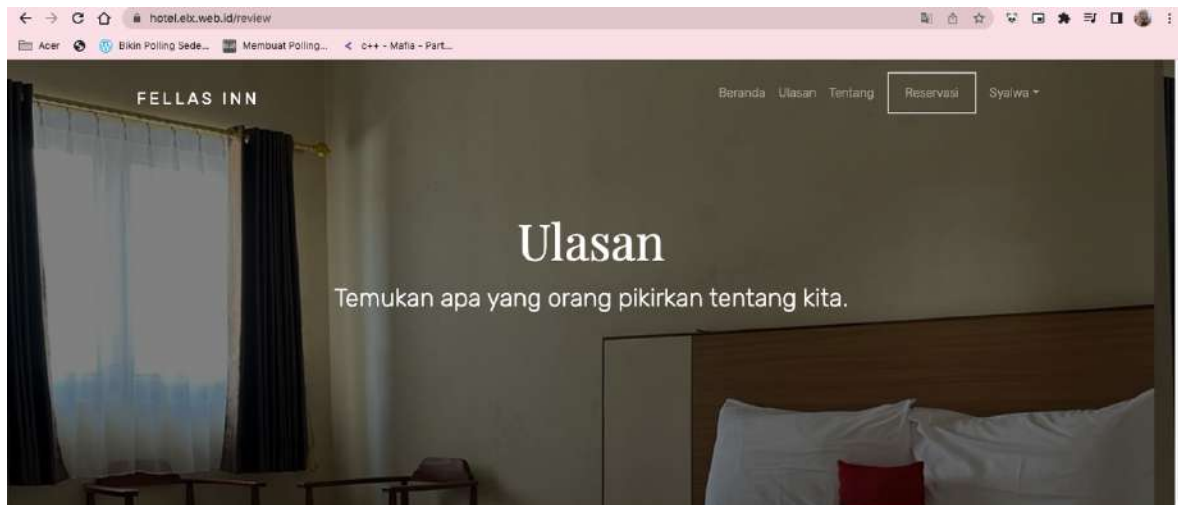 hotel.elx.web.id/review
Acer
Bikin Polling Sede...
Membuat Polling...
c++ - Mafia - Part...
FELLAS INN
Beranda Ulasan Tentang Reservasi Syalwa
Ulasan
Temukan apa yang orang pikirkan tentang kita.